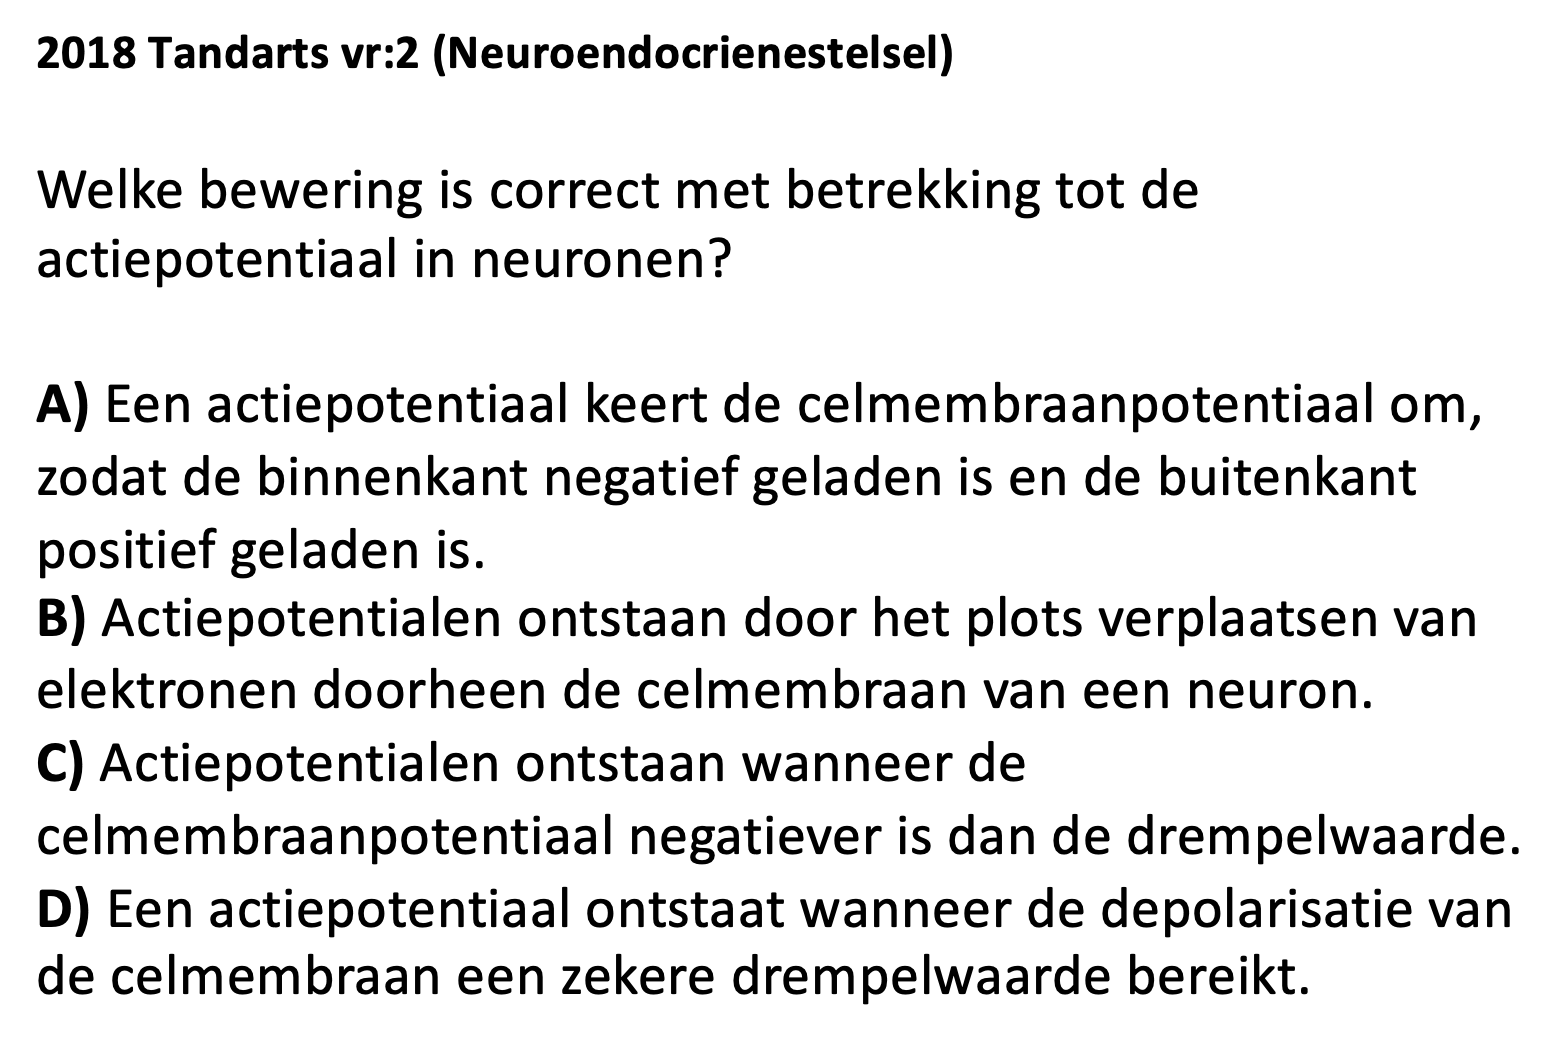 2018 Tandarts vr:2 (Neuroendocrienestelsel)
Welke bewering is correct met betrekking tot de
actiepotentiaal in neuronen?
A) Een actiepotentiaal keert de celmembraanpotentiaal om,
zodat de binnenkant negatief geladen is en de buitenkant
positief geladen is.
B) Actiepotentialen ontstaan door het plots verplaatsen van
elektronen doorheen de celmembraan van een neuron.
C) Actiepotentialen ontstaan wanneer de
celmembraanpotentiaal negatiever is dan de drempelwaarde.
D) Een actiepotentiaal ontstaat wanneer de depolarisatie van
de celmembraan een zekere drempelwaarde bereikt.